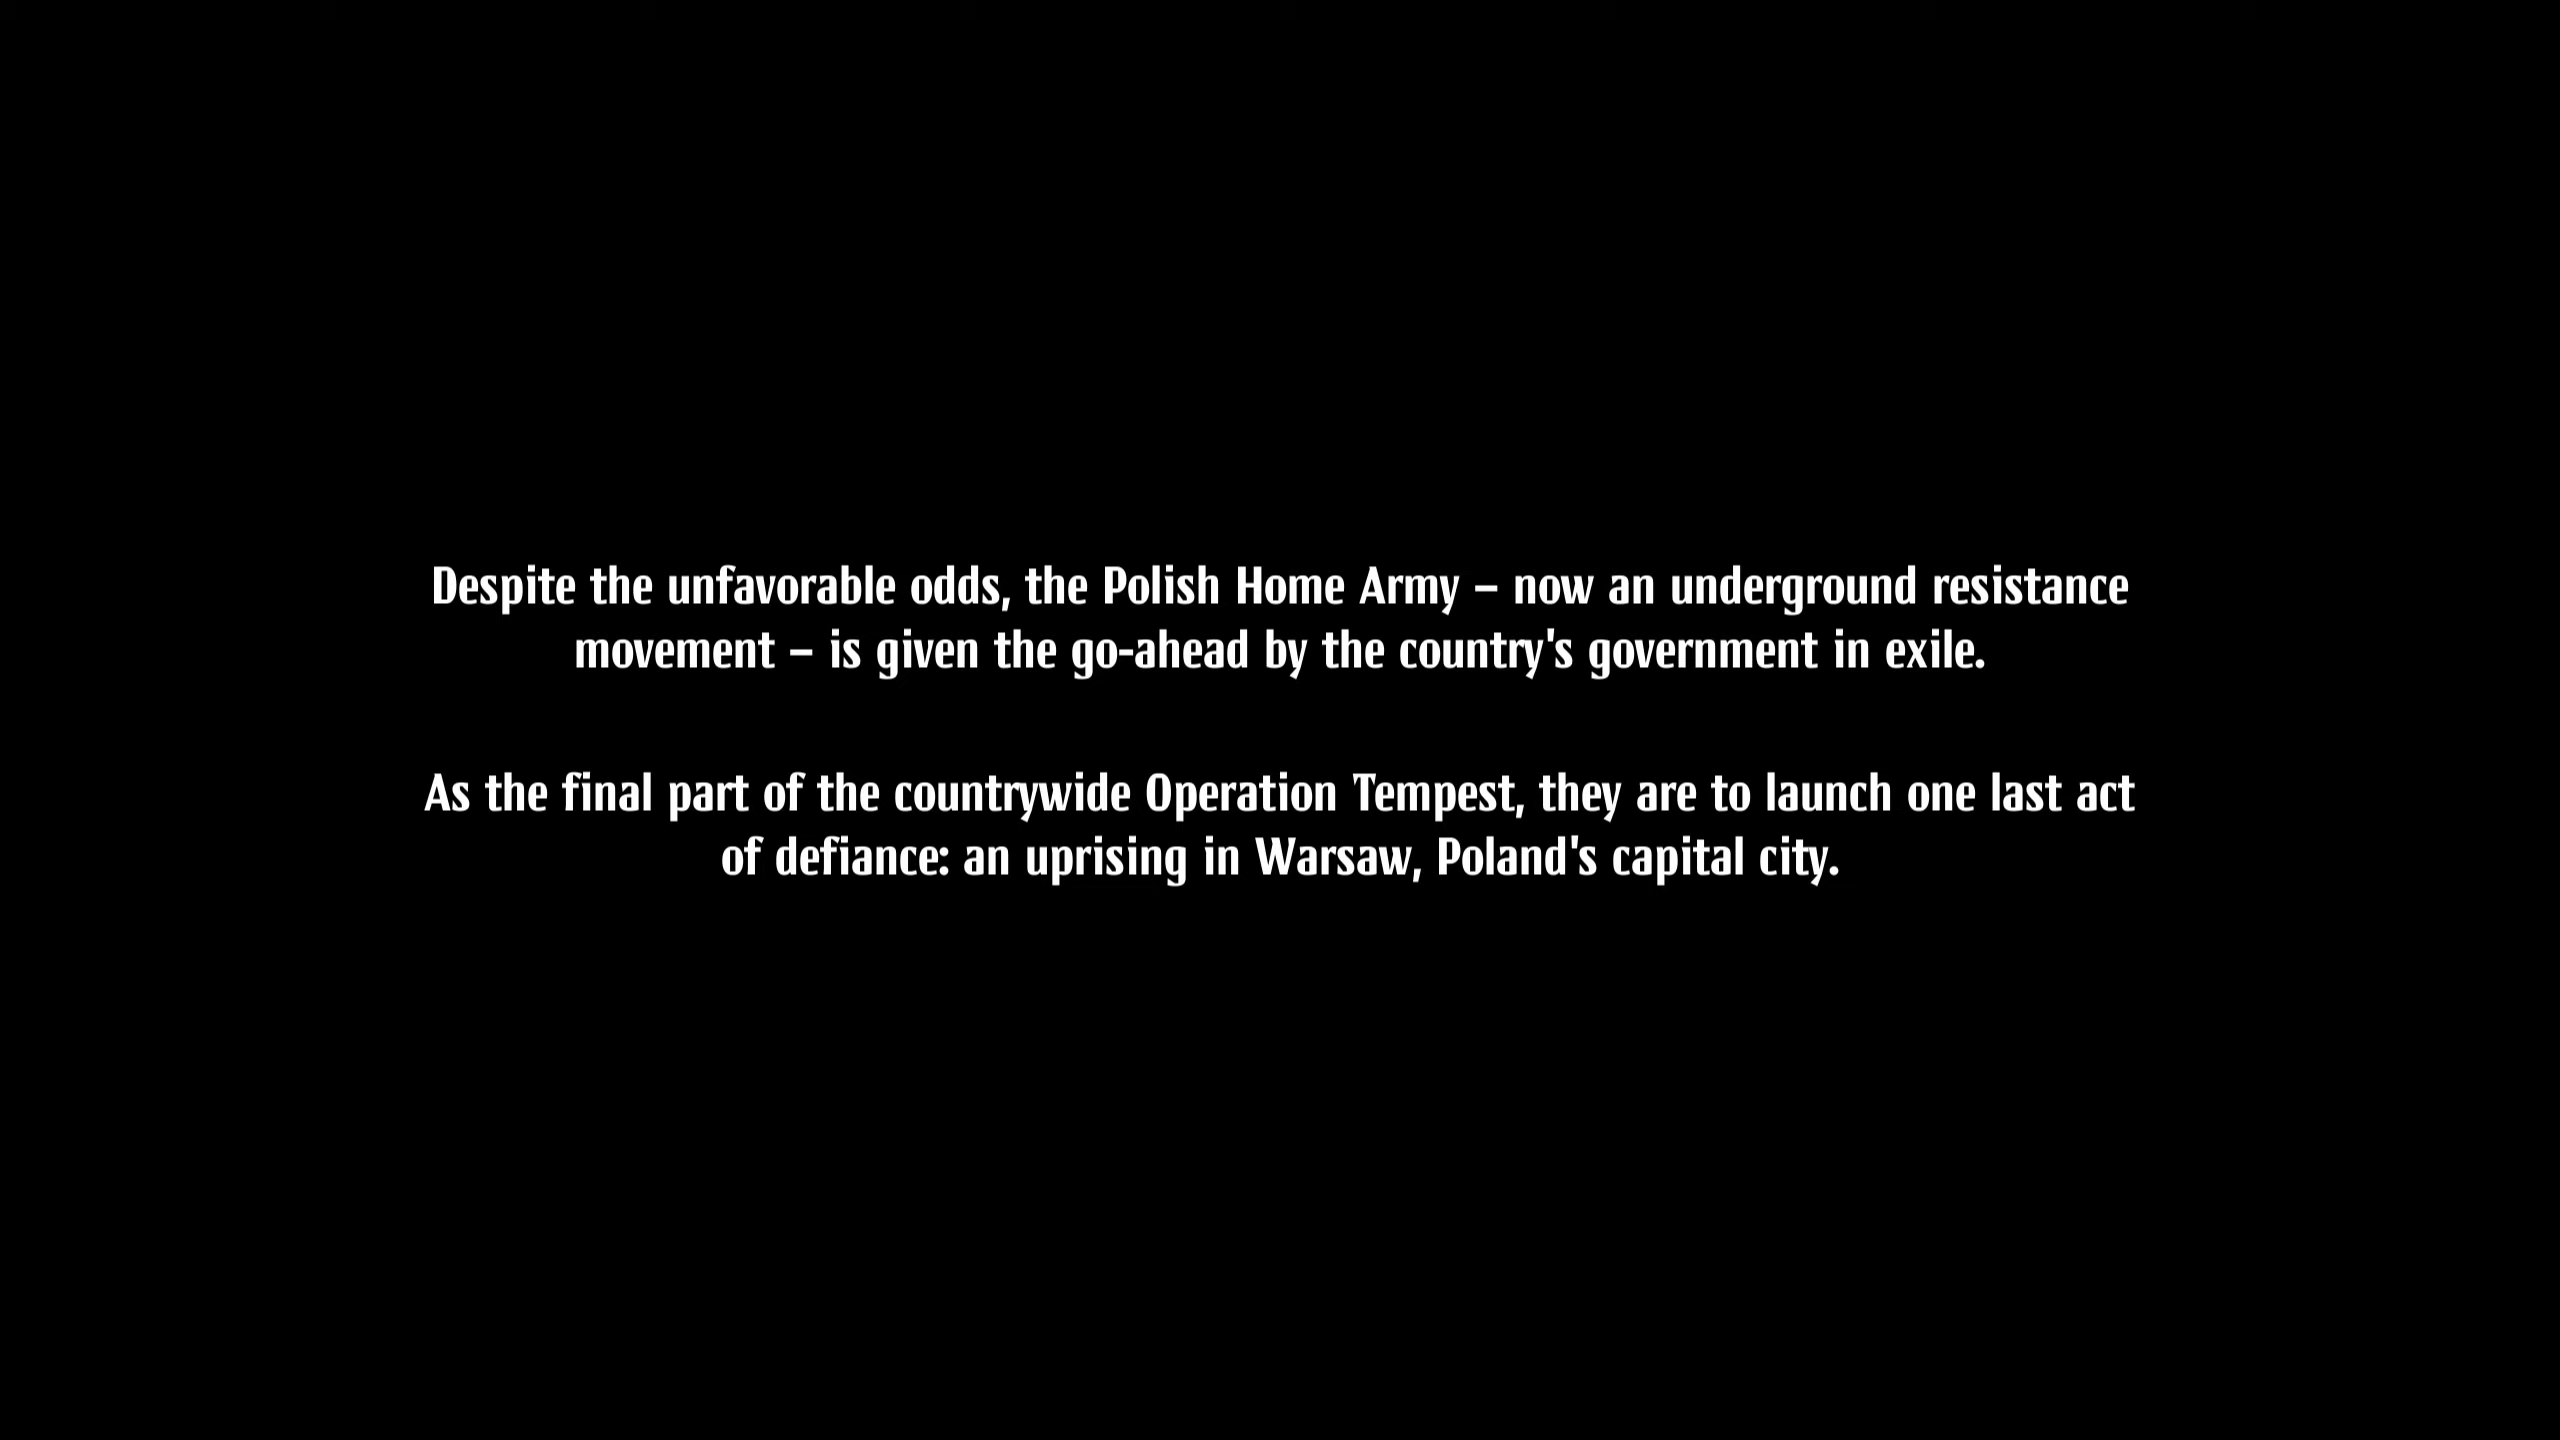 Despite the unfavorable odds, the Polish Home Army – now an underground resistance
movement – is given the go-ahead by the country's government in exile.
As the final part of the countrywide Operation Tempest, they are to launch one last act
of defiance: an uprising in Warsaw, Poland's capital city.